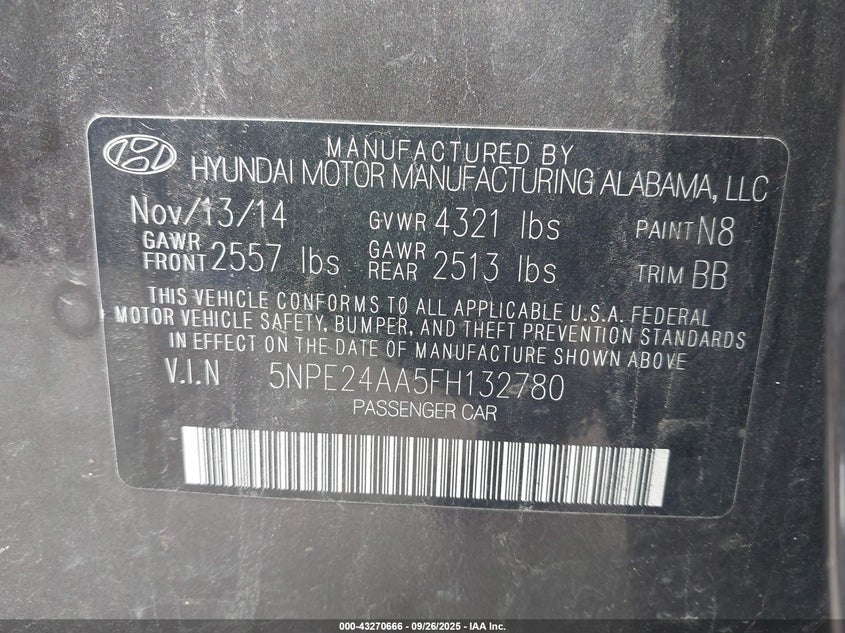 MANUFACTURED BY
HYUNDAI MOTOR MANUFACTURING ALABAMA, LLC
Nov/13/14 GVWR 4321 lbs PAINT N8
GAWR FRONT 2557 lbs GAWR REAR 2513 lbs TRIM BB
THIS VEHICLE CONFORMS TO ALL APPLICABLE U.S.A. FEDERAL
MOTOR VEHICLE SAFETY, BUMPER, AND THEFT PREVENTION STANDARDS
IN EFFECT ON THE DATE OF MANUFACTURE SHOWN ABOVE
V.I.N 5NPE24AA5FH132780
PASSENGER CAR
000-43270666 - 09/26/2025 - IAA Inc.